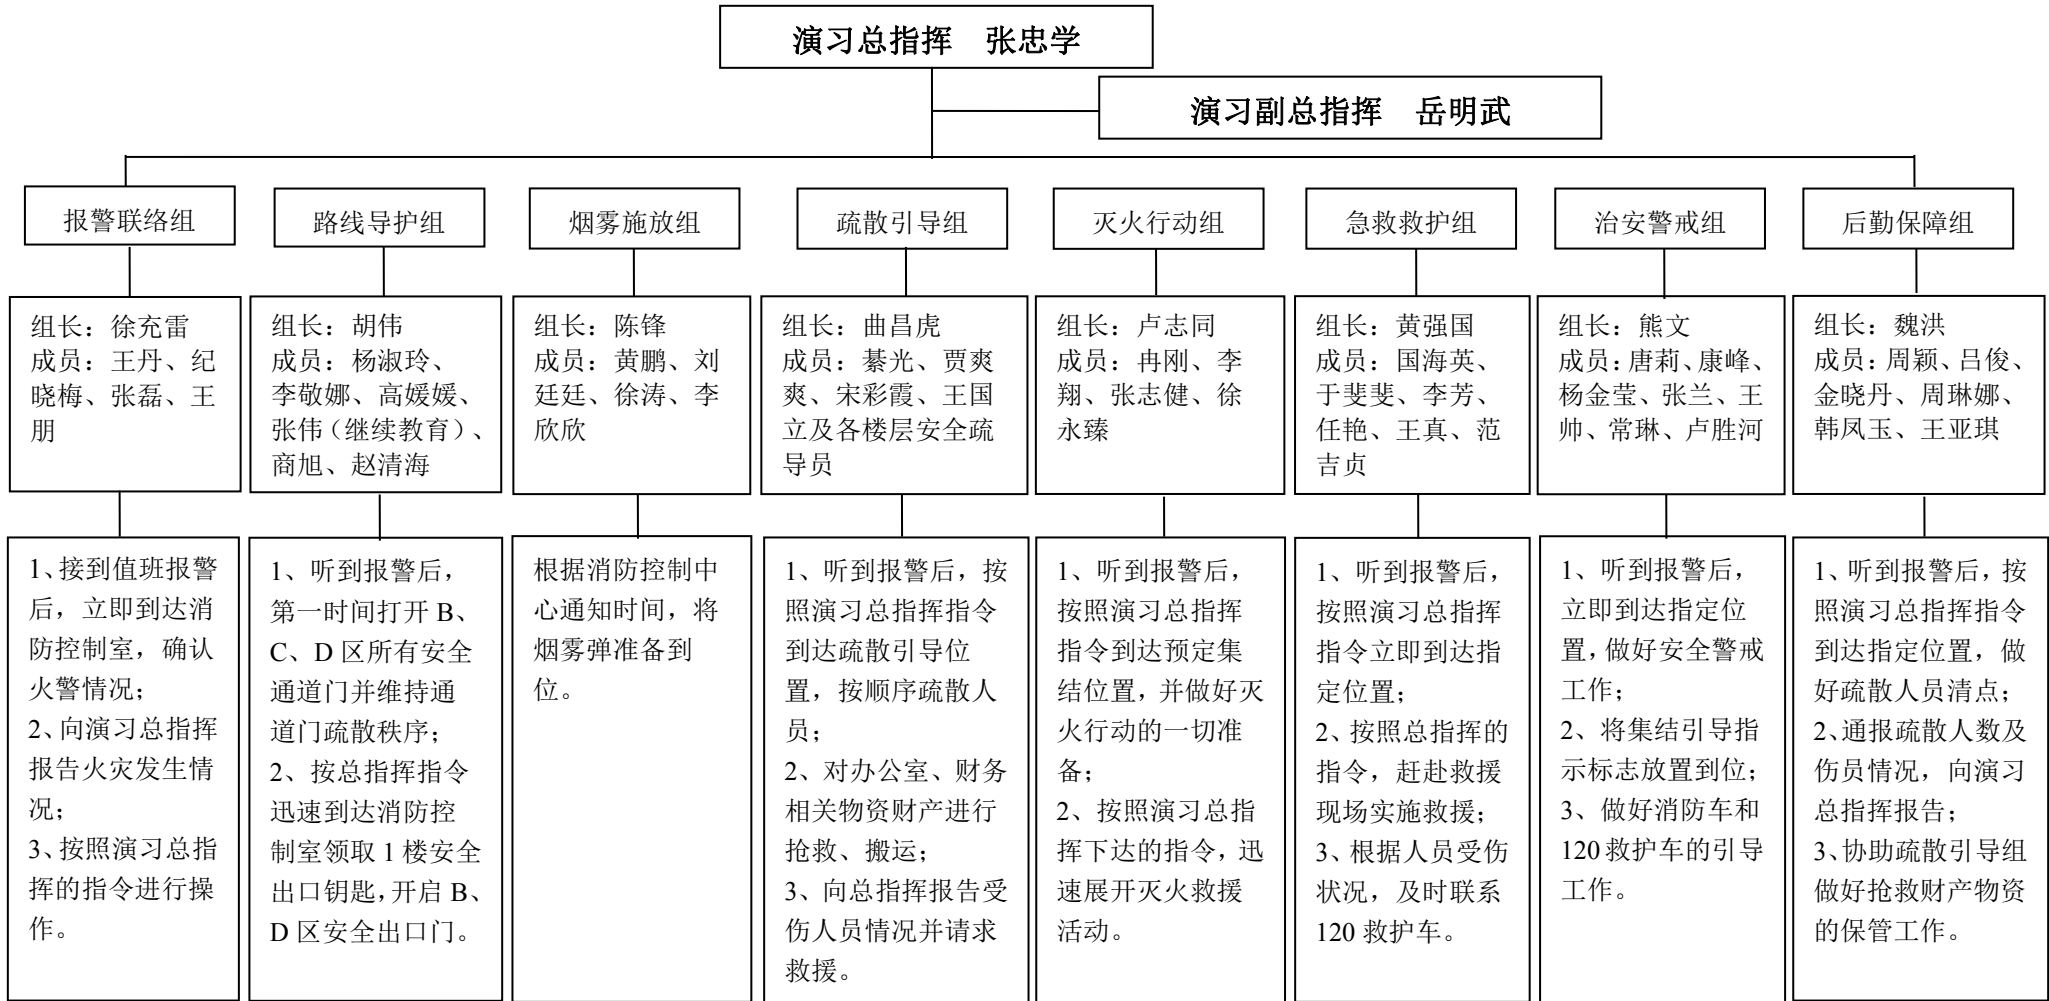 演习总指挥　张忠学
演习副总指挥　岳明武
报警联络组
路线导护组
烟雾施放组
疏散引导组
灭火行动组
急救救护组
治安警戒组
后勤保障组
组长：徐充雷
成员：王丹、纪
晓梅、张磊、王
朋
组长：胡伟
成员：杨淑玲、
李敬娜、高媛媛、
张伟（继续教育）、
商旭、赵清海
组长：陈锋
成员：黄鹏、刘
廷廷、徐涛、李
欣欣
组长：曲昌虎
成员：綦光、贾爽
爽、宋彩霞、王国
立及各楼层安全疏
导员
组长：卢志同
成员：冉刚、李
翔、张志健、徐
永臻
组长：黄强国
成员：国海英、
于斐斐、李芳、
任艳、王真、范
吉贞
组长：熊文
成员：唐莉、康峰、
杨金莹、张兰、王
帅、常琳、卢胜河
组长：魏洪
成员：周颖、吕俊、
金晓丹、周琳娜、
韩凤玉、王亚琪
1、接到值班报警
后，立即到达消
防控制室，确认
火警情况；
2、向演习总指挥
报告火灾发生情
况；
3、按照演习总指
挥的指令进行操
作。
1、听到报警后，
第一时间打开 B、
C、D 区所有安全
通道门并维持通
道门疏散秩序；
2、按总指挥指令
迅速到达消防控
制室领取 1 楼安全
出口钥匙，开启 B、
D 区安全出口门。
根据消防控制中
心通知时间，将
烟雾弹准备到
位。
1、听到报警后，按
照演习总指挥指令
到达疏散引导位
置，按顺序疏散人
员；
2、对办公室、财务
相关物资财产进行
抢救、搬运；
3、向总指挥报告受
伤人员情况并请求
救援。
1、听到报警后，
按照演习总指挥
指令到达预定集
结位置，并做好灭
火行动的一切准
备；
2、按照演习总指
挥下达的指令，迅
速展开灭火救援
活动。
1、听到报警后，
按照演习总指挥
指令立即到达指
定位置；
2、按照总指挥的
指令，赶赴救援
现场实施救援；
3、根据人员受伤
状况，及时联系
120 救护车。
1、听到报警后，
立即到达指定位
置，做好安全警戒
工作；
2、将集结引导指
示标志放置到位；
3、做好消防车和
120 救护车的引导
工作。
1、听到报警后，按
照演习总指挥指令
到达指定位置，做
好疏散人员清点；
2、通报疏散人数及
伤员情况，向演习
总指挥报告；
3、协助疏散引导组
做好抢救财产物资
的保管工作。